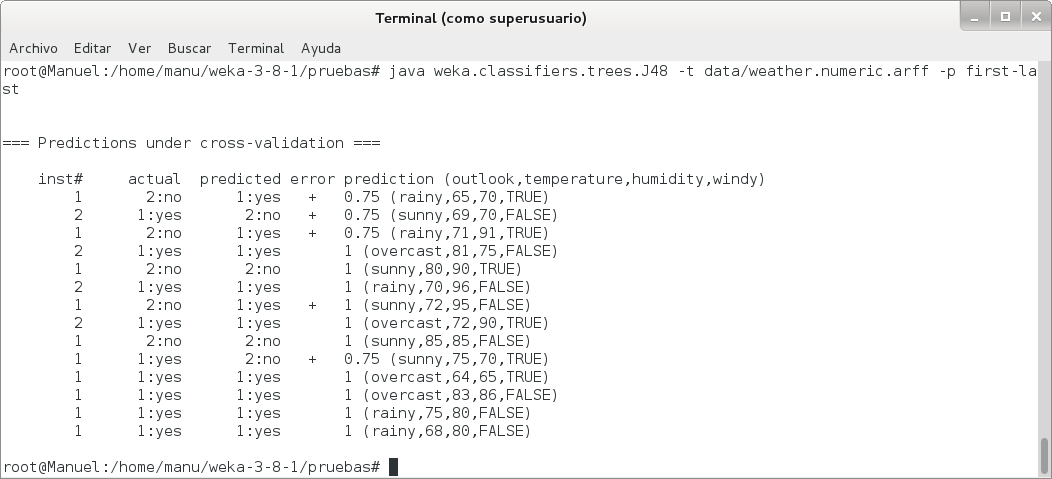 Terminal (como superusuario)
Archivo Editar Ver Buscar Terminal Ayuda
root@Manuel:/home/manu/weka-3-8-1/pruebas# java weka.classifiers.trees.J48 -t data/weather.numeric.arff -p first-la
st
=== Predictions under cross-validation ===
inst# actual predicted error prediction (outlook,temperature,humidity,windy)
1 2:no 1:yes + 0.75 (rainy,65,70,TRUE)
2 1:yes 2:no + 0.75 (sunny,69,70,FALSE)
1 2:no 1:yes + 0.75 (rainy,71,91,TRUE)
2 1:yes 1:yes 1 (overcast,81,75,FALSE)
1 2:no 2:no 1 (sunny,80,90,TRUE)
2 1:yes 1:yes 1 (rainy,70,96,FALSE)
1 2:no 1:yes + 1 (sunny,72,95,FALSE)
2 1:yes 1:yes 1 (overcast,72,90,TRUE)
1 2:no 2:no 1 (sunny,85,85,FALSE)
1 1:yes 2:no + 0.75 (sunny,75,70,TRUE)
1 1:yes 1:yes 1 (overcast,64,65,TRUE)
1 1:yes 1:yes 1 (overcast,83,86,FALSE)
1 1:yes 1:yes 1 (rainy,75,80,FALSE)
1 1:yes 1:yes 1 (rainy,68,80,FALSE)
root@Manuel:/home/manu/weka-3-8-1/pruebas#